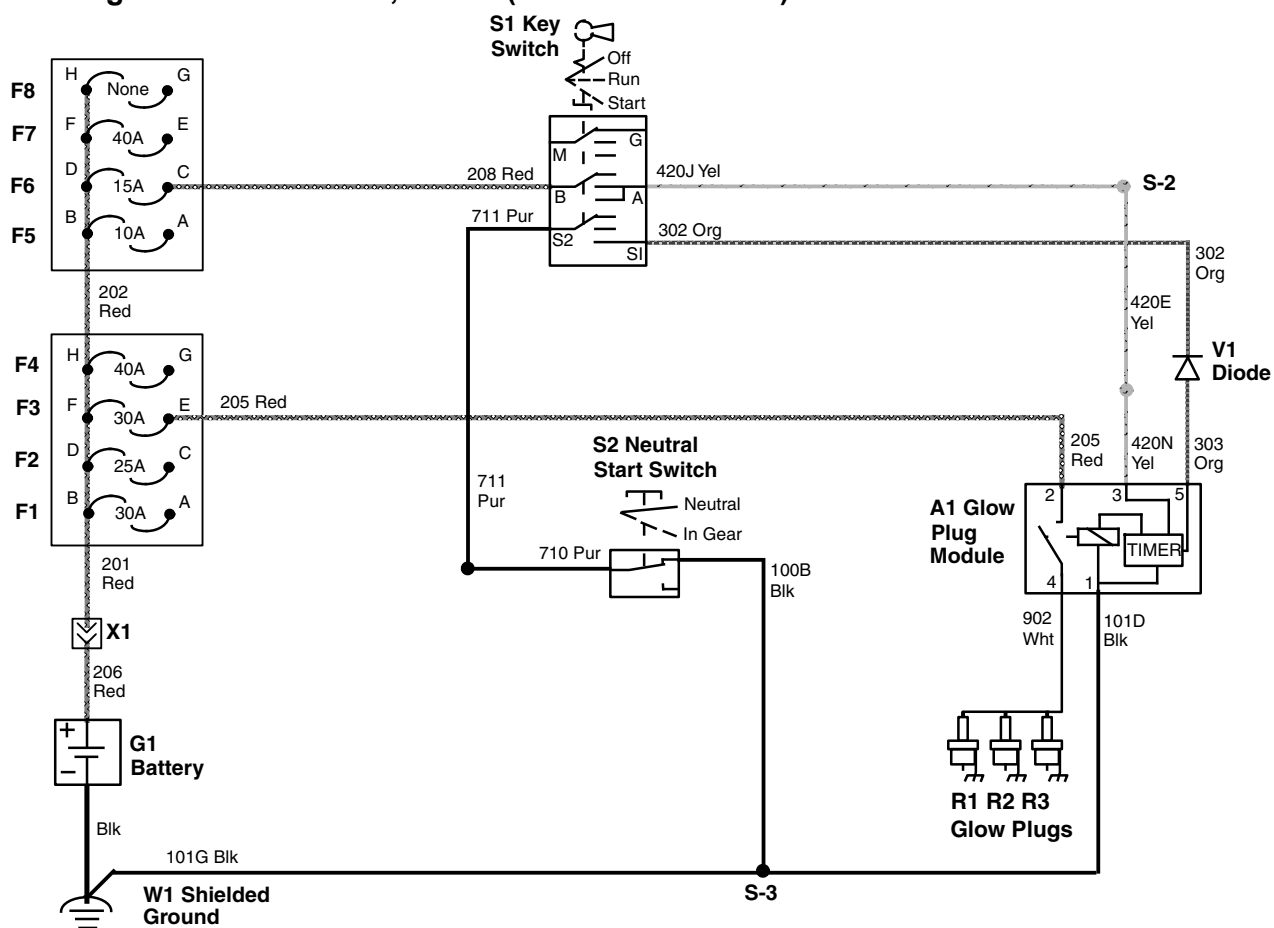 S1 Key
Switch
Off
Run
Start
F8
H
None
G
F7
F
40A
E
F6
D
15A
C
F5
B
10A
A
208 Red
711 Pur
M
G
B
A
S2
SI
420J Yel
S-2
302 Org
302
Org
420E
Yel
V1
Diode
202
Red
F4
H
40A
G
F3
F
30A
E
F2
D
25A
C
F1
B
30A
A
205 Red
711
Pur
S2 Neutral
Start Switch
Neutral
In Gear
710 Pur
100B
Blk
205
Red
420N
Yel
303
Org
A1 Glow
Plug
Module
2
3
5
TIMER
4
1
902
Wht
101D
Blk
201
Red
X1
206
Red
+
−
G1
Battery
Blk
101G Blk
W1 Shielded
Ground
S-3
R1 R2 R3
Glow Plugs